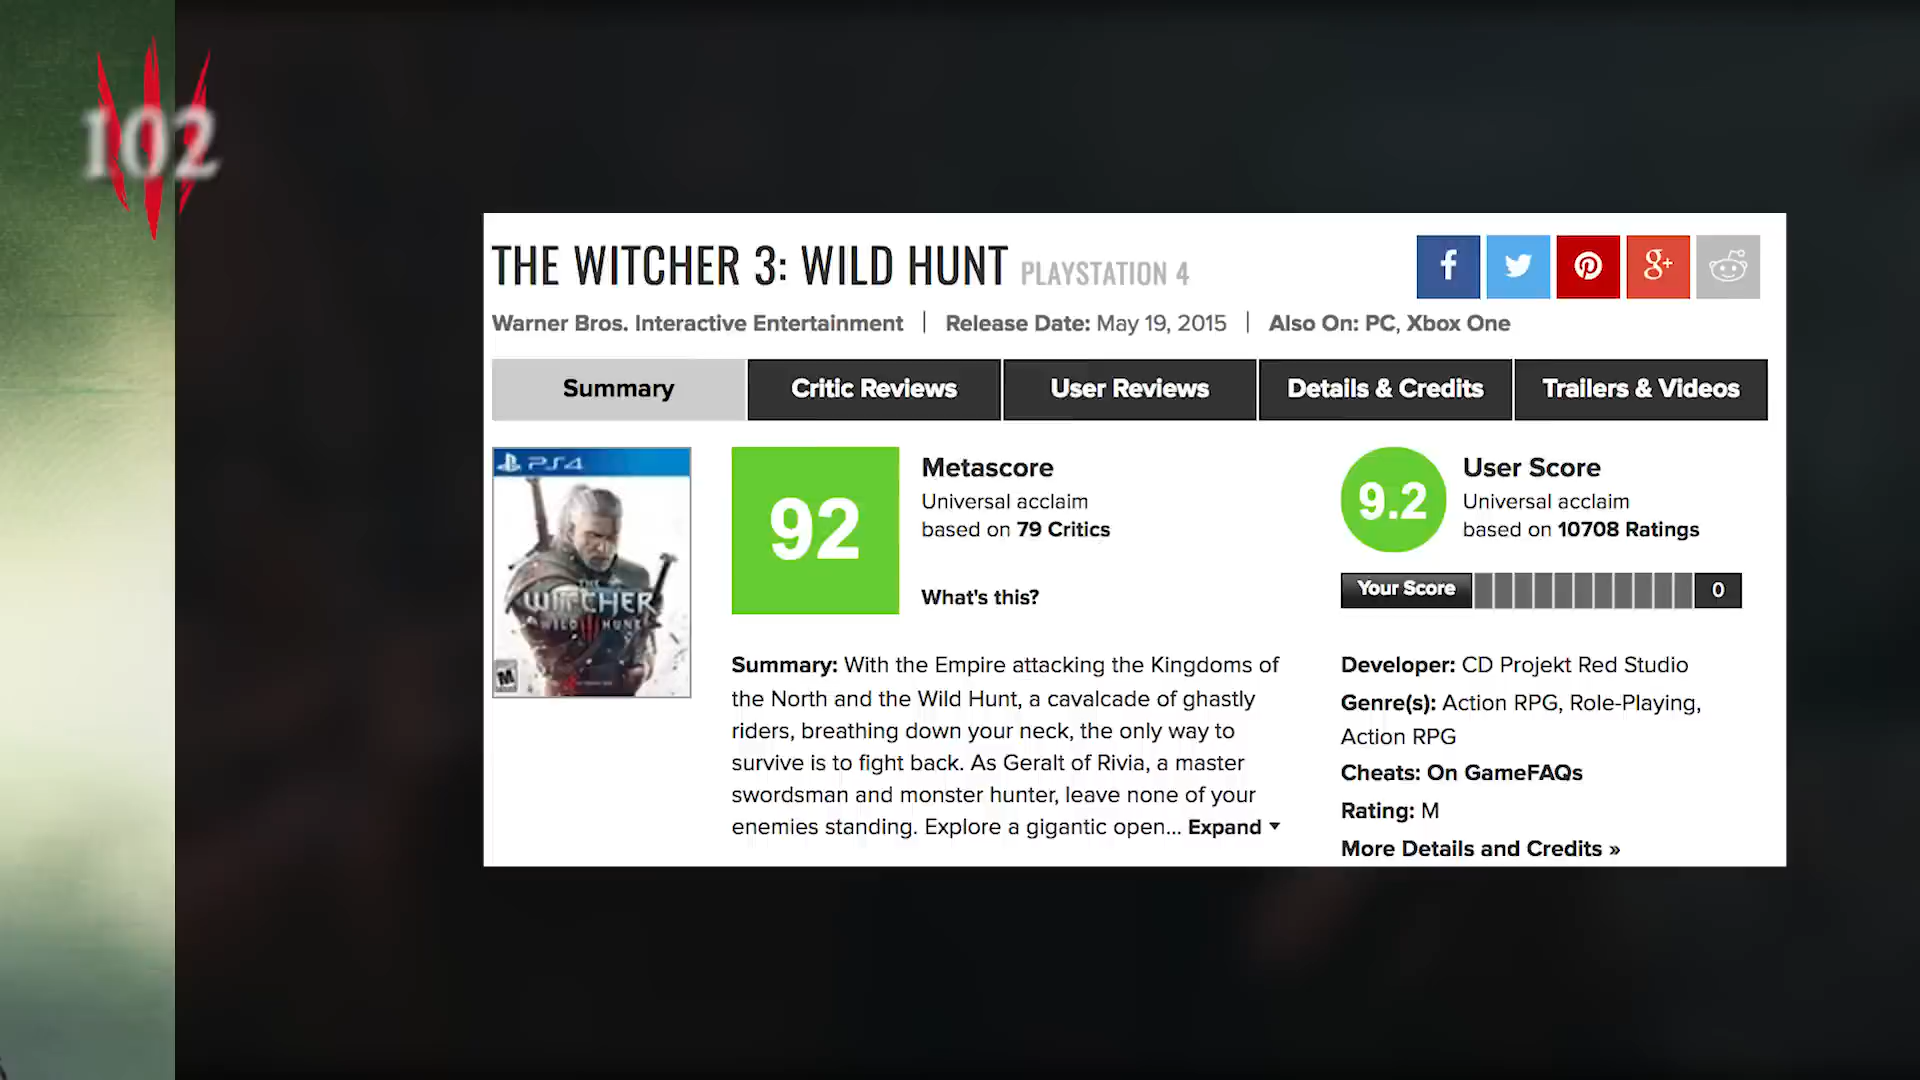 102
THE WITCHER 3: WILD HUNT PLAYSTATION 4
Warner Bros. Interactive Entertainment | Release Date: May 19, 2015 | Also On: PC, Xbox One
Summary Critic Reviews User Reviews Details & Credits Trailers & Videos
PS4
THE
WITCHER
WILD HUNT
M
92
Metascore
Universal acclaim
based on 79 Critics
What's this?
9.2
User Score
Universal acclaim
based on 10708 Ratings
Your Score 0
Summary: With the Empire attacking the Kingdoms of
the North and the Wild Hunt, a cavalcade of ghastly
riders, breathing down your neck, the only way to
survive is to fight back. As Geralt of Rivia, a master
swordsman and monster hunter, leave none of your
enemies standing. Explore a gigantic open... Expand
Developer: CD Projekt Red Studio
Genre(s): Action RPG, Role-Playing,
Action RPG
Cheats: On GameFAQs
Rating: M
More Details and Credits »